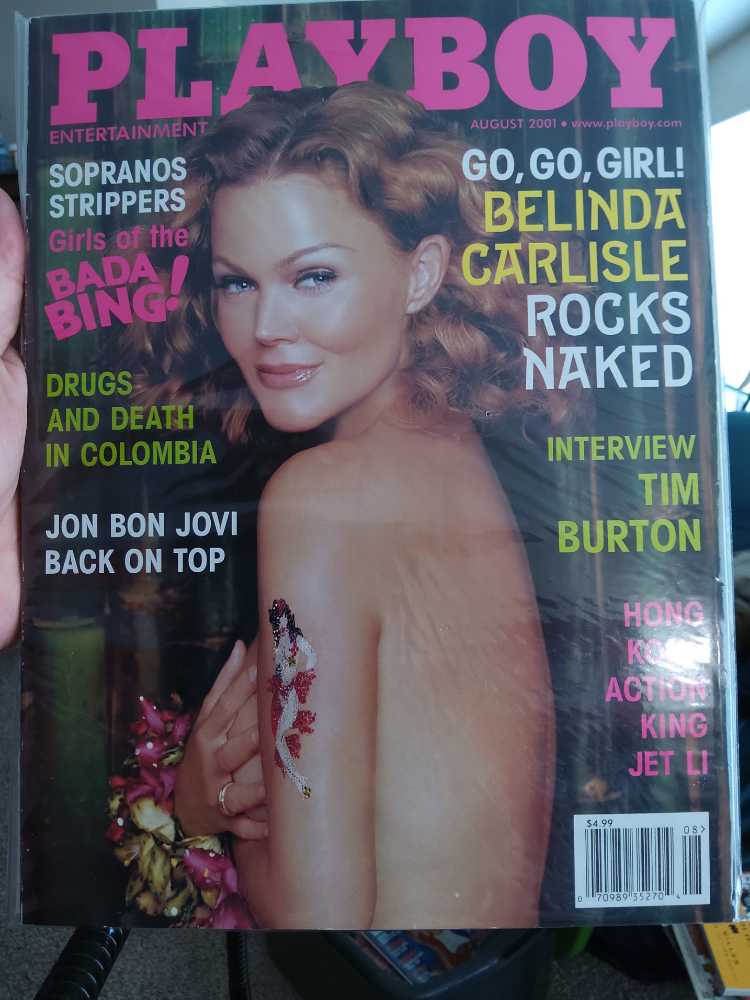 PLAYBOY
ENTERTAINMENT
AUGUST 2001 • www.playboy.com
SOPRANOS
STRIPPERS
Girls of the
BADA
BING!
DRUGS
AND DEATH
IN COLOMBIA
JON BON JOVI
BACK ON TOP
GO, GO, GIRL!
BELINDA
CARLISLE
ROCKS
NAKED
INTERVIEW
TIM
BURTON
HONG
KONG
ACTION
KING
JET LI
$4.99
08>
0 70989 35270 4